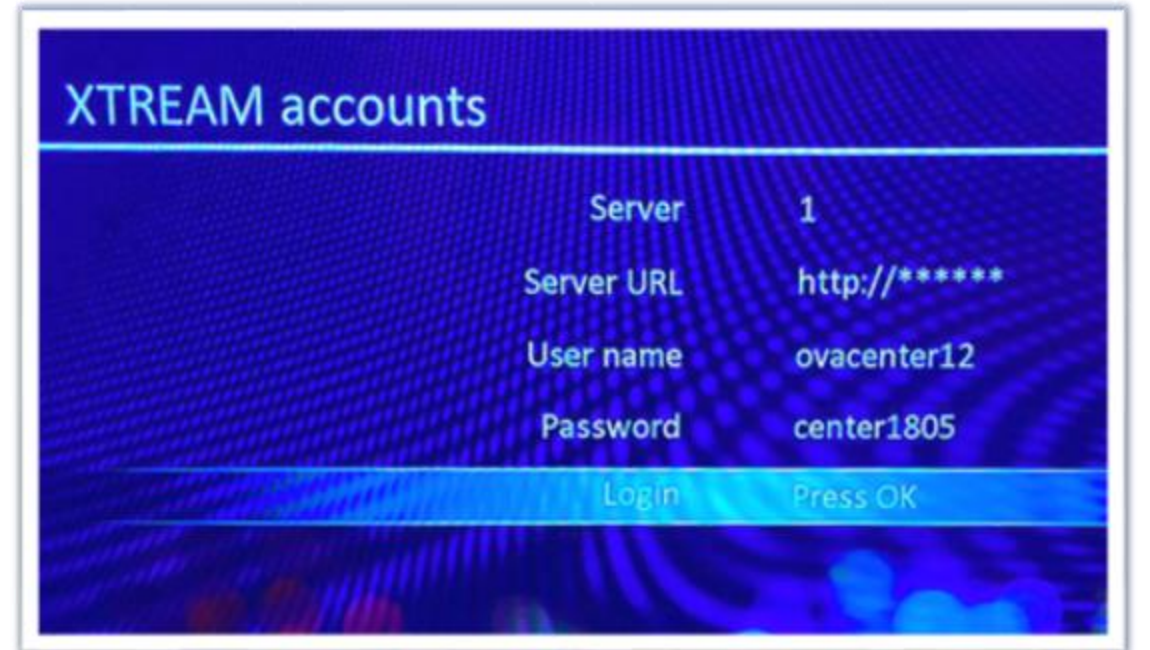 XTREAM accounts
Server 1
Server URL http://******
User name ovacenter12
Password center1805
Login Press OK